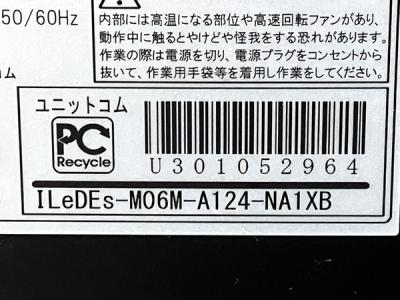 50/60Hz
内部には高温になる部位や高速回転ファンがあり、
動作中に触るとやけどや怪我をする恐れがあります。
作業の際は電源を切り、電源プラグをコンセントから
抜いて、作業用手袋等を着用し作業をしてください。
コム
ユニットコム
PC
Recycle
U301052964
ILeDEs-M06M-A124-NA1XB